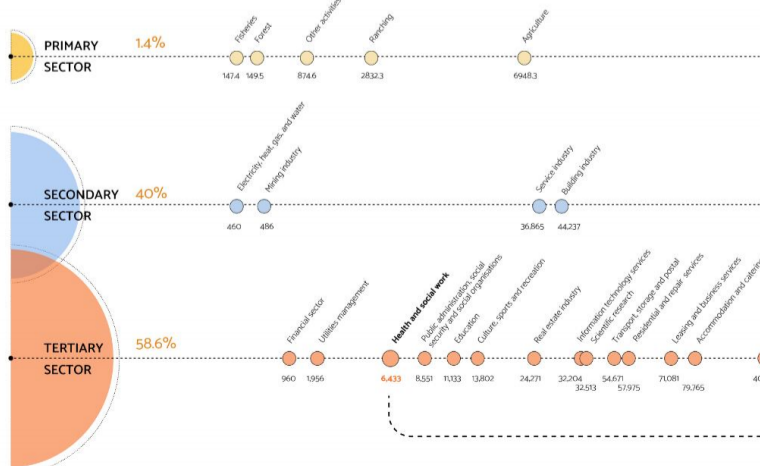 PRIMARY
SECTOR
1.4%
Fisheries
Forest
Other activities
Ranching
Agriculture
147.4
149.5
874.6
2832.3
6948.3
SECONDARY
SECTOR
40%
Electricity, heat, gas, and water
Mining industry
Service industry
Building industry
460
486
36.865
44,237
TERTIARY
SECTOR
58.6%
Financial sector
Utilities management
Health and social work
Public administration, social
security and social organisations
Education
Culture, sports and recreation
Real estate industry
Information technology services
Scientific research
Transport, storage and postal
Residential and repair services
Leasing and business services
Accommodation and catering
960
1,956
6,433
8,551
11,133
13,802
24,271
32,204
32.513
54,671
57.975
71.081
79,765
40